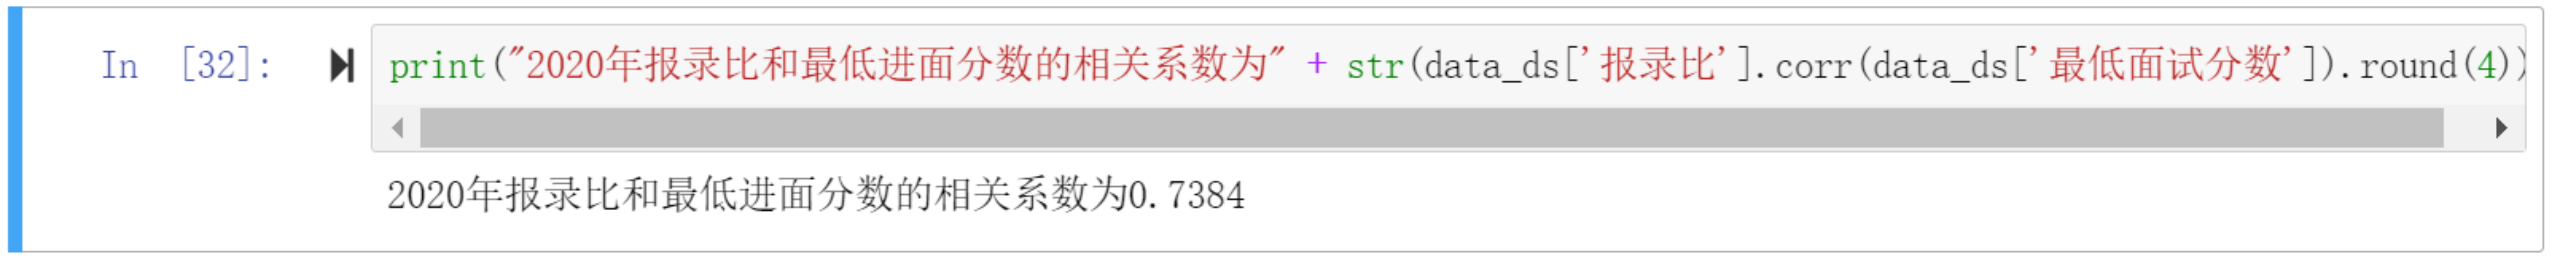 In [32]: print("2020年报录比和最低进面分数的相关系数为" + str(data_ds['报录比'].corr(data_ds['最低面试分数']).round(4))
2020年报录比和最低进面分数的相关系数为0.7384